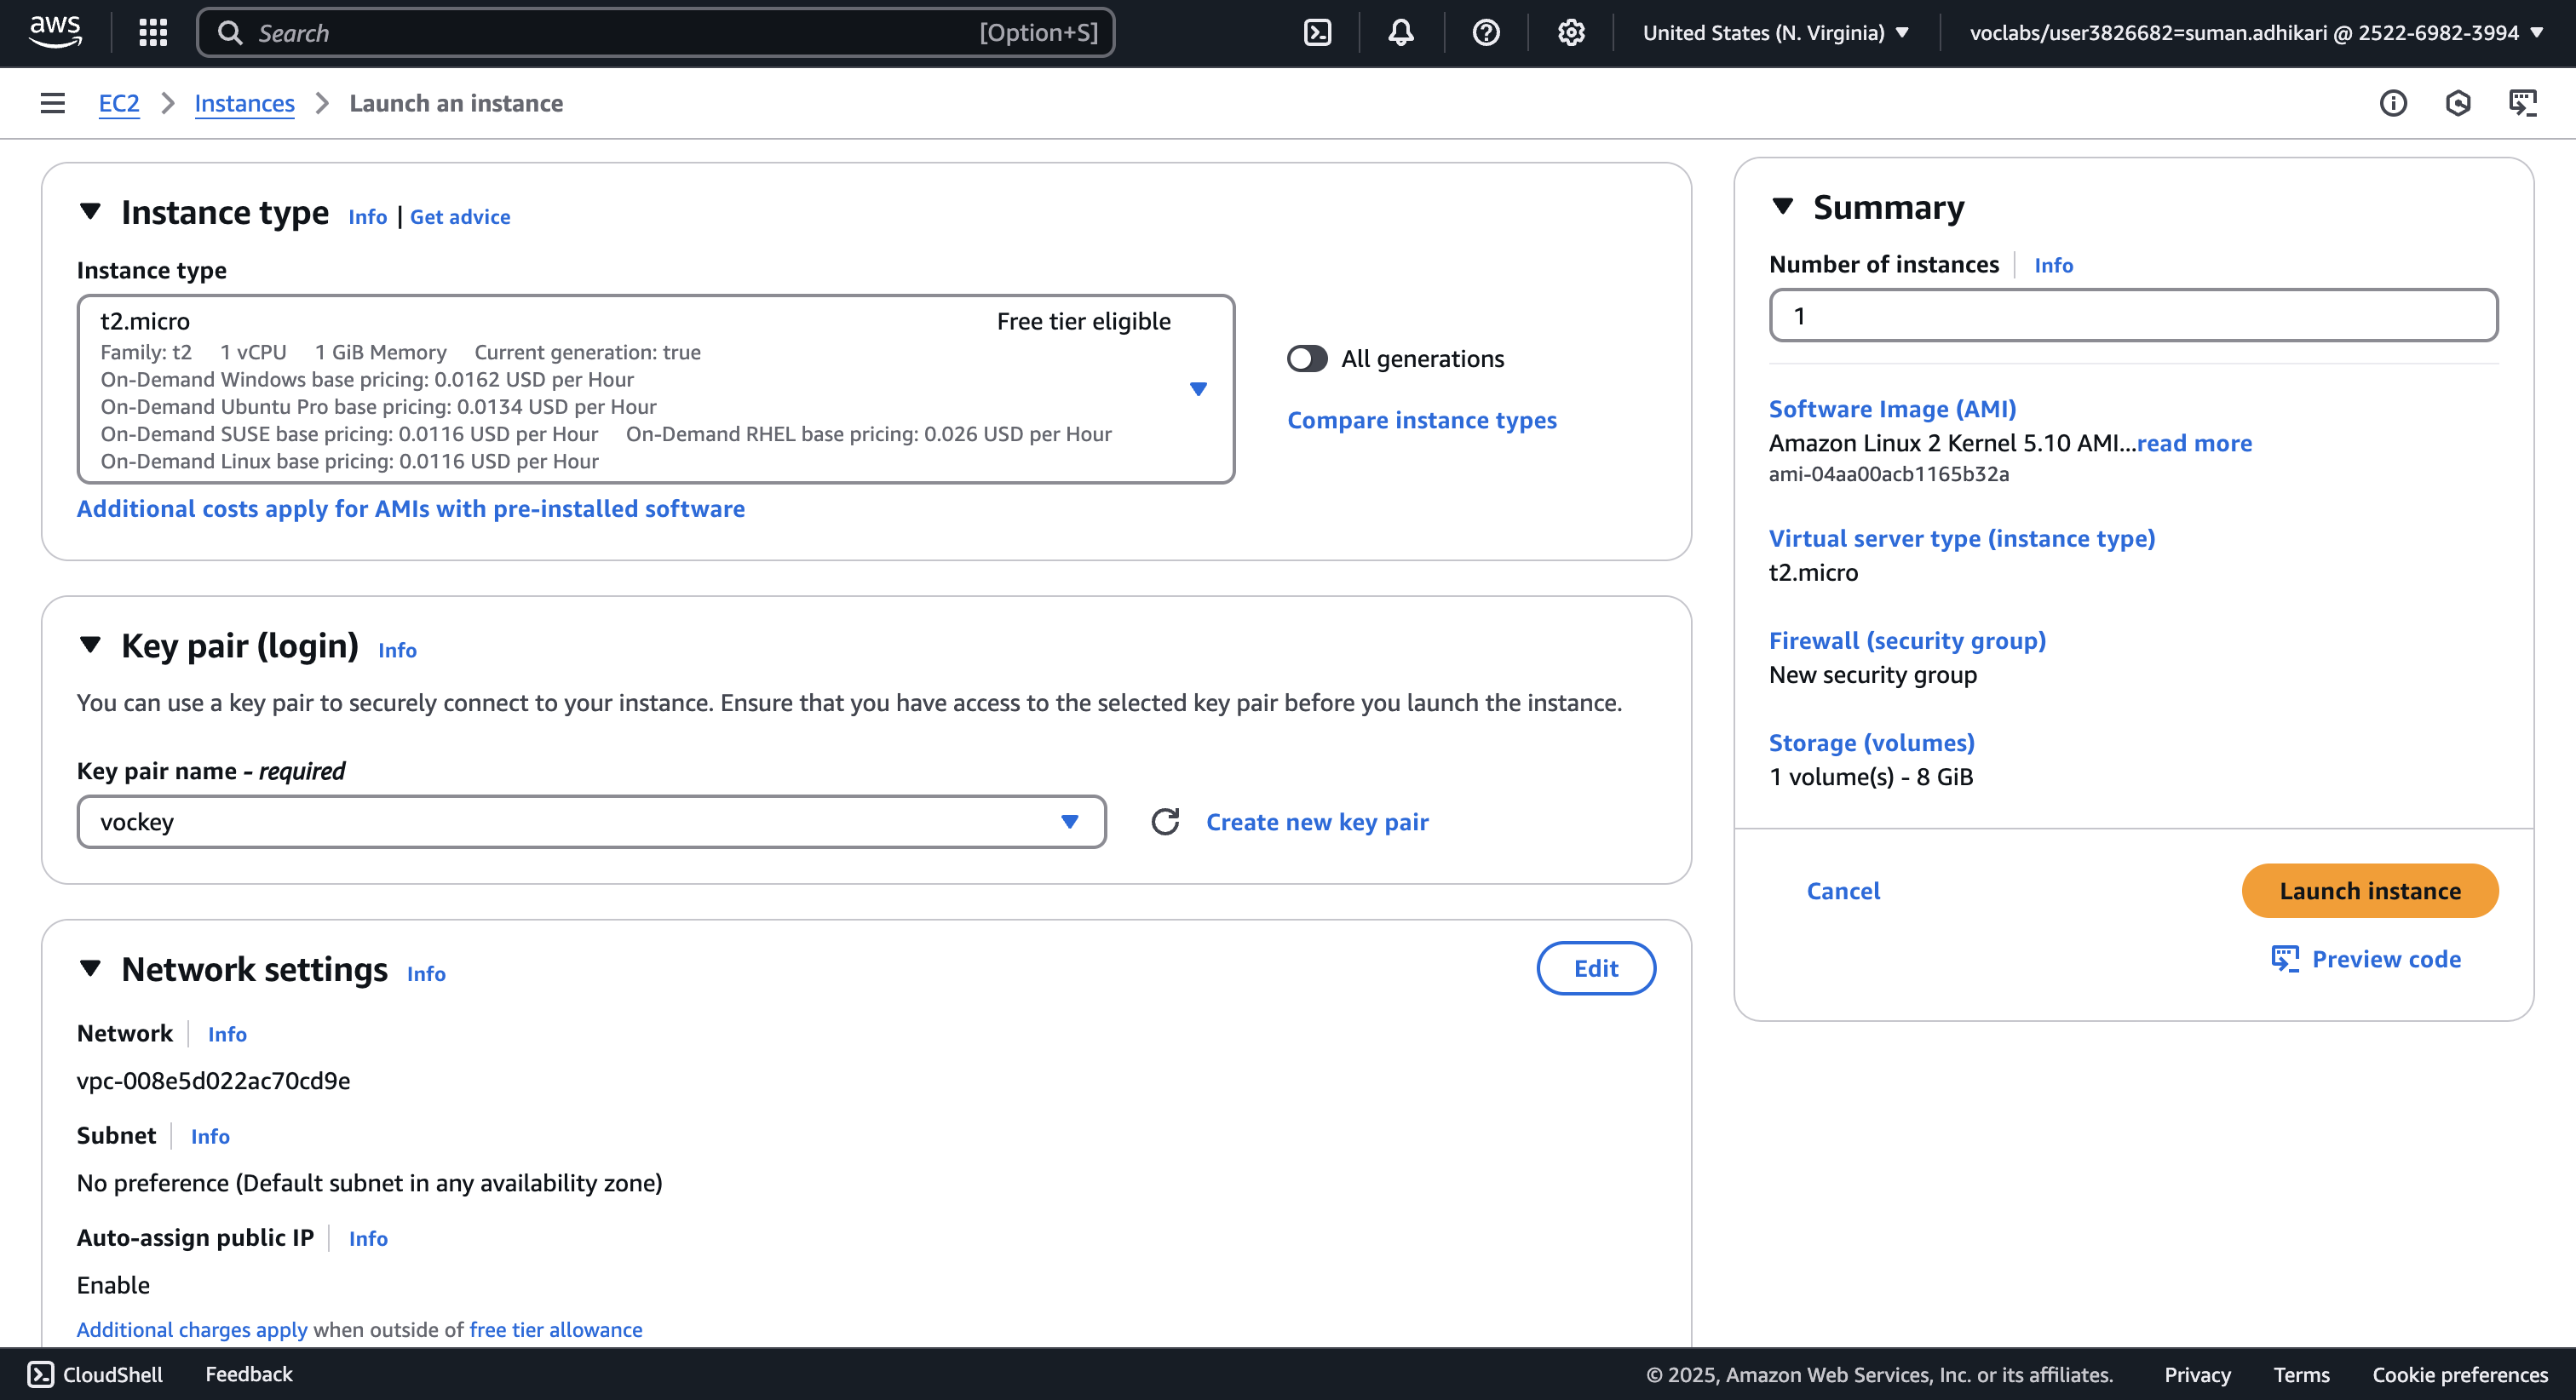 aws
Search
[Option+S]
United States (N. Virginia)
voclabs/user3826682=suman.adhikari @ 2522-6982-3994
EC2
Instances
Launch an instance
Instance type
Info
Get advice
Instance type
t2.micro
Free tier eligible
Family: t2 1 vCPU 1 GiB Memory Current generation: true
On-Demand Windows base pricing: 0.0162 USD per Hour
On-Demand Ubuntu Pro base pricing: 0.0134 USD per Hour
On-Demand SUSE base pricing: 0.0116 USD per Hour On-Demand RHEL base pricing: 0.026 USD per Hour
On-Demand Linux base pricing: 0.0116 USD per Hour
All generations
Compare instance types
Additional costs apply for AMIs with pre-installed software
Key pair (login)
Info
You can use a key pair to securely connect to your instance. Ensure that you have access to the selected key pair before you launch the instance.
Key pair name - required
vockey
Create new key pair
Network settings
Info
Edit
Network
Info
vpc-008e5d022ac70cd9e
Subnet
Info
No preference (Default subnet in any availability zone)
Auto-assign public IP
Info
Enable
Additional charges apply when outside of free tier allowance
Summary
Number of instances
Info
1
Software Image (AMI)
Amazon Linux 2 Kernel 5.10 AMI...read more
ami-04aa00acb1165b32a
Virtual server type (instance type)
t2.micro
Firewall (security group)
New security group
Storage (volumes)
1 volume(s) - 8 GiB
Cancel
Launch instance
Preview code
CloudShell
Feedback
© 2025, Amazon Web Services, Inc. or its affiliates.
Privacy
Terms
Cookie preferences